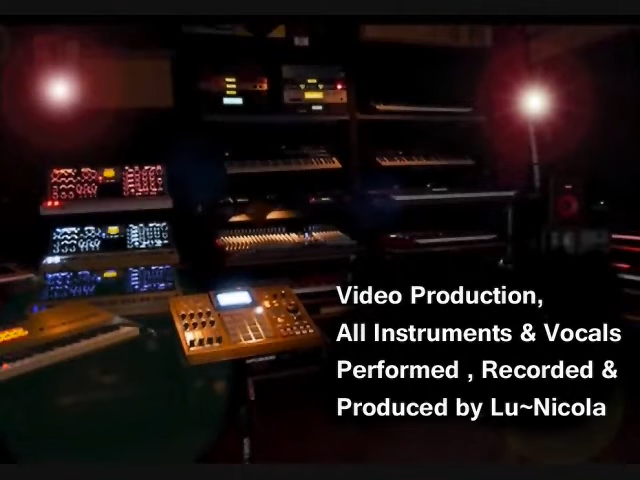 Video Production,
All Instruments & Vocals
Performed , Recorded &
Produced by Lu~Nicola